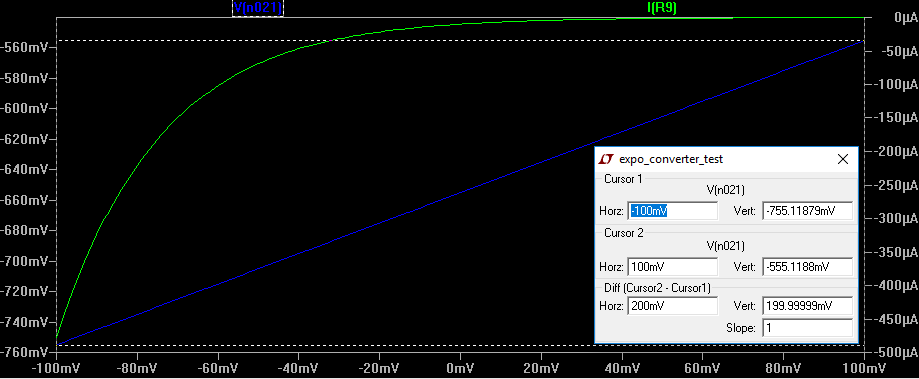 V(n021) I(R9)
0µA
560mV -50µA
-580mV -100µA
-600mV -150µA
-620mV -200µA
-640mV -250µA
-660mV -300µA
-680mV -350µA
-700mV -400µA
-720mV -450µA
-740mV -500µA
-760mV
-100mV -80mV -60mV -40mV -20mV 0mV 20mV 40mV 60mV 80mV 100mV
expo_converter_test
Cursor 1
V(n021)
Horz: -100mV Vert: -755.11879mV
Cursor 2
V(n021)
Horz: 100mV Vert: -555.1188mV
Diff (Cursor2 - Cursor1)
Horz: 200mV Vert: 199.99999mV
Slope: 1